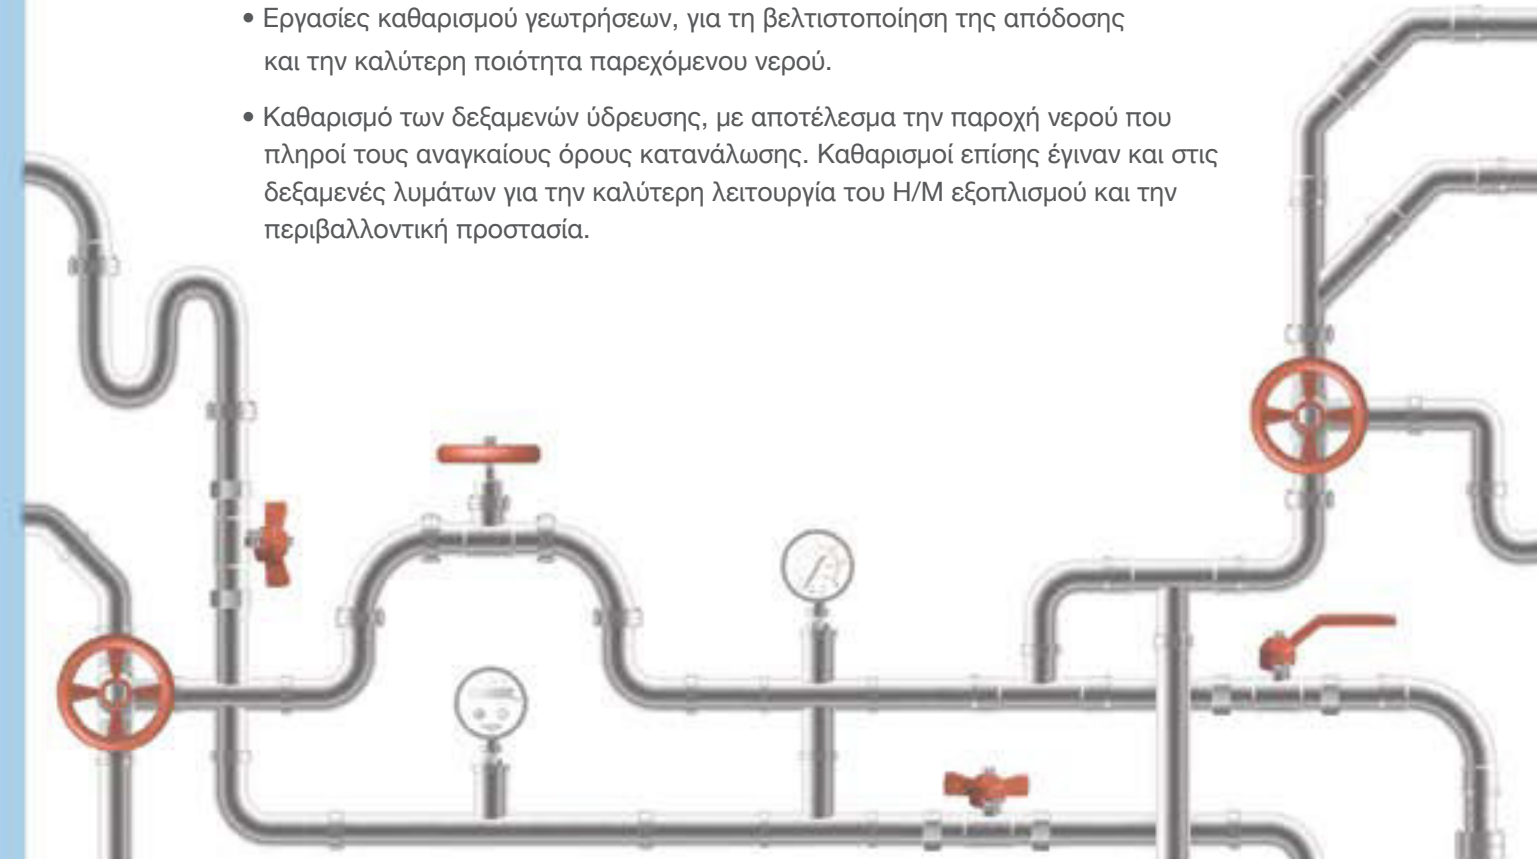 • Εργασίες καθαρισμού γεωτρήσεων, για τη βελτιστοποίηση της απόδοσης
και την καλύτερη ποιότητα παρεχόμενου νερού.
• Καθαρισμό των δεξαμενών ύδρευσης, με αποτέλεσμα την παροχή νερού που
πληροί τους αναγκαίους όρους κατανάλωσης. Καθαρισμοί επίσης έγιναν και στις
δεξαμενές λυμάτων για την καλύτερη λειτουργία του Η/Μ εξοπλισμού και την
περιβαλλοντική προστασία.